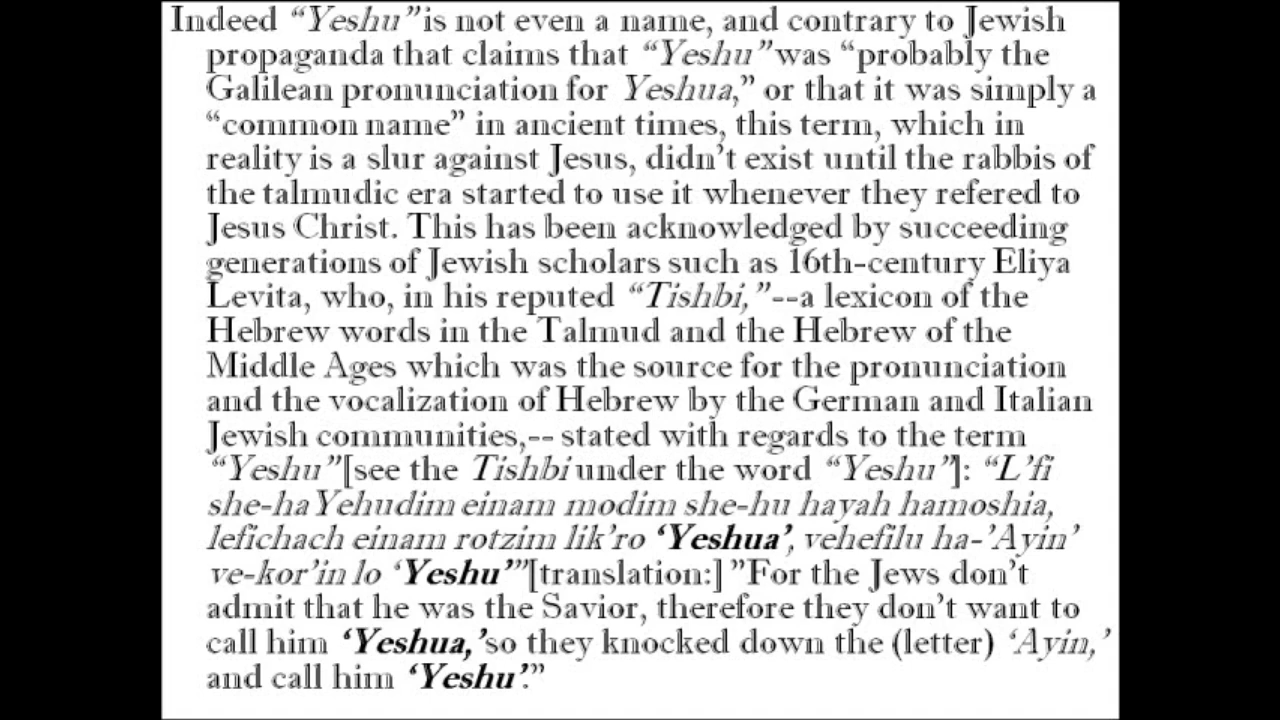 Indeed “Yeshu” is not even a name, and contrary to Jewish
propaganda that claims that “Yeshu” was “probably the
Galilean pronunciation for Yeshua,” or that it was simply a
“common name” in ancient times, this term, which in
reality is a slur against Jesus, didn’t exist until the rabbis of
the talmudic era started to use it whenever they refered to
Jesus Christ. This has been acknowledged by succeeding
generations of Jewish scholars such as 16th-century Eliya
Levita, who, in his reputed “Tishbi,”--a lexicon of the
Hebrew words in the Talmud and the Hebrew of the
Middle Ages which was the source for the pronunciation
and the vocalization of Hebrew by the German and Italian
Jewish communities,-- stated with regards to the term
“Yeshu”[see the Tishbi under the word “Yeshu”]: “L’fi
she-ha Yehudim einam modim she-hu hayah hamoshia,
lefichach einam rotzim lik’ro ‘Yeshua’, vehefilu ha-’Ayin’
ve-kor’in lo ‘Yeshu’”[translation:] ”For the Jews don’t
admit that he was the Savior, therefore they don’t want to
call him ‘Yeshua,’so they knocked down the (letter) ‘Ayin,’
and call him ‘Yeshu’.”